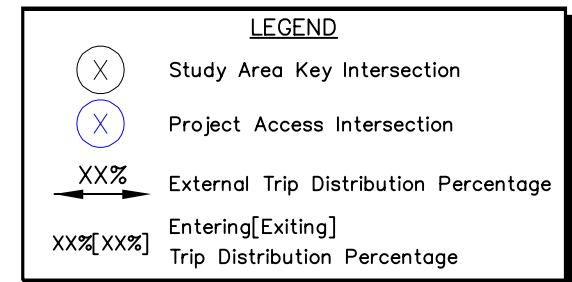 LEGEND
X Study Area Key Intersection
X Project Access Intersection
XX% External Trip Distribution Percentage
XX%[XX%] Entering[Exiting]
Trip Distribution Percentage